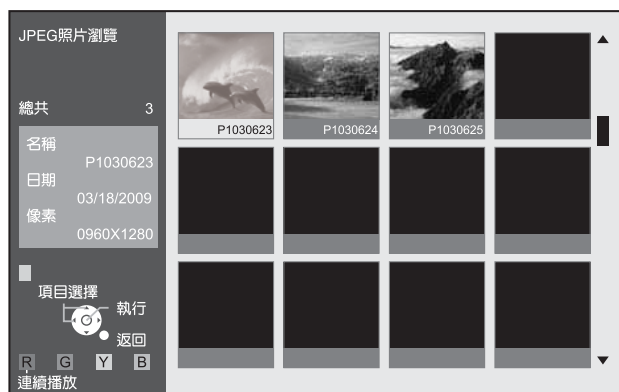 JPEG照片瀏覽
總共 3
名稱
P1030623
日期
03/18/2009
像素
0960X1280
項目選擇
執行
返回
R G Y B
連續播放
P1030623 P1030624 P1030625